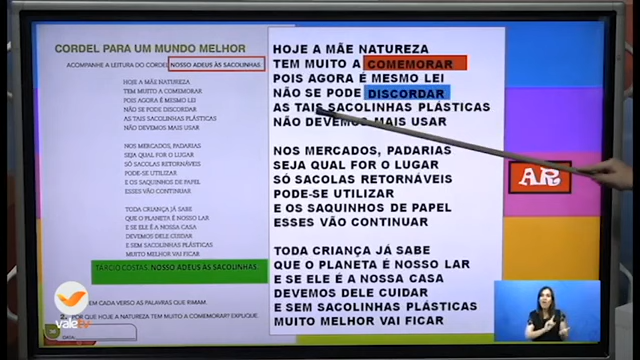 CORDEL PARA UM MUNDO MELHOR
ACOMPANHE A LEITURA DO CORDEL NOSSO ADEUS ÀS SACOLINHAS.
HOJE A MÃE NATUREZA
TEM MUITO A COMEMORAR
POIS AGORA É MESMO LEI
NÃO SE PODE DISCORDAR
AS TAIS SACOLINHAS PLÁSTICAS
NÃO DEVEMOS MAIS USAR
NOS MERCADOS, PADARIAS
SEJA QUAL FOR O LUGAR
SÓ SACOLAS RETORNÁVEIS
PODE-SE UTILIZAR
E OS SAQUINHOS DE PAPEL
ESSES VÃO CONTINUAR
TODA CRIANÇA JÁ SABE
QUE O PLANETA É NOSSO LAR
E SE ELE É A NOSSA CASA
DEVEMOS DELE CUIDAR
E SEM SACOLINHAS PLÁSTICAS
MUITO MELHOR VAI FICAR
TÁRCIO COSTAS. NOSSO ADEUS ÀS SACOLINHAS.
EM CADA VERSO AS PALAVRAS QUE RIMAM.
2. POR QUE HOJE A NATUREZA TEM MUITO A COMEMORAR? EXPLIQUE.
HOJE A MÃE NATUREZA
TEM MUITO A COMEMORAR
POIS AGORA É MESMO LEI
NÃO SE PODE DISCORDAR
AS TAIS SACOLINHAS PLÁSTICAS
NÃO DEVEMOS MAIS USAR
NOS MERCADOS, PADARIAS
SEJA QUAL FOR O LUGAR
SÓ SACOLAS RETORNÁVEIS
PODE-SE UTILIZAR
E OS SAQUINHOS DE PAPEL
ESSES VÃO CONTINUAR
TODA CRIANÇA JÁ SABE
QUE O PLANETA É NOSSO LAR
E SE ELE É A NOSSA CASA
DEVEMOS DELE CUIDAR
E SEM SACOLINHAS PLÁSTICAS
MUITO MELHOR VAI FICAR
AR
vale tv